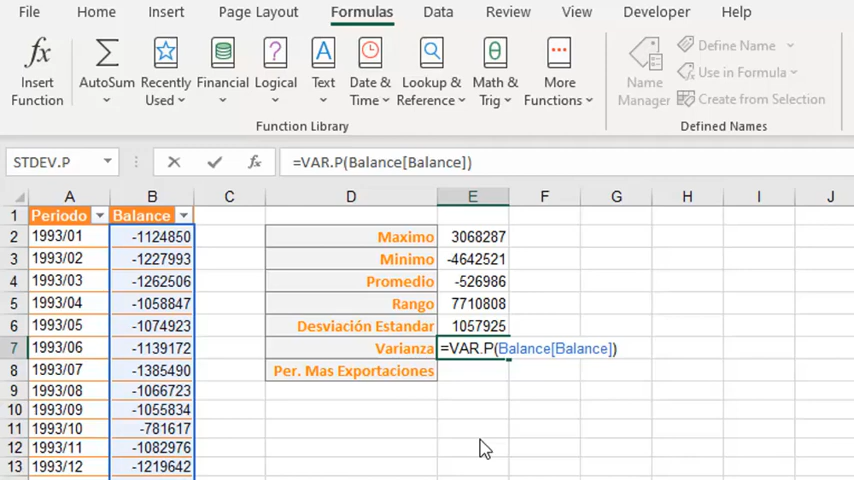 File Home Insert Page Layout Formulas Data Review View Developer Help
fx Σ ? A θ
Insert Function
AutoSum
Recently Used
Financial
Logical
Text
Date & Time
Lookup & Reference
Math & Trig
More Functions
Name Manager
Define Name
Use in Formula
Create from Selection
Function Library
Defined Names
STDEV.P fx =VAR.P(Balance[Balance])
A B C D E F G H I J
1 Periodo Balance
2 1993/01 -1124850 Maximo 3068287
3 1993/02 -1227993 Minimo -4642521
4 1993/03 -1262506 Promedio -526986
5 1993/04 -1058847 Rango 7710808
6 1993/05 -1074923 Desviación Estandar 1057925
7 1993/06 -1139172 Varianza =VAR.P(Balance[Balance])
8 1993/07 -1385490 Per. Mas Exportaciones
9 1993/08 -1066723
10 1993/09 -1055834
11 1993/10 -781617
12 1993/11 -1082976
13 1993/12 -1219642